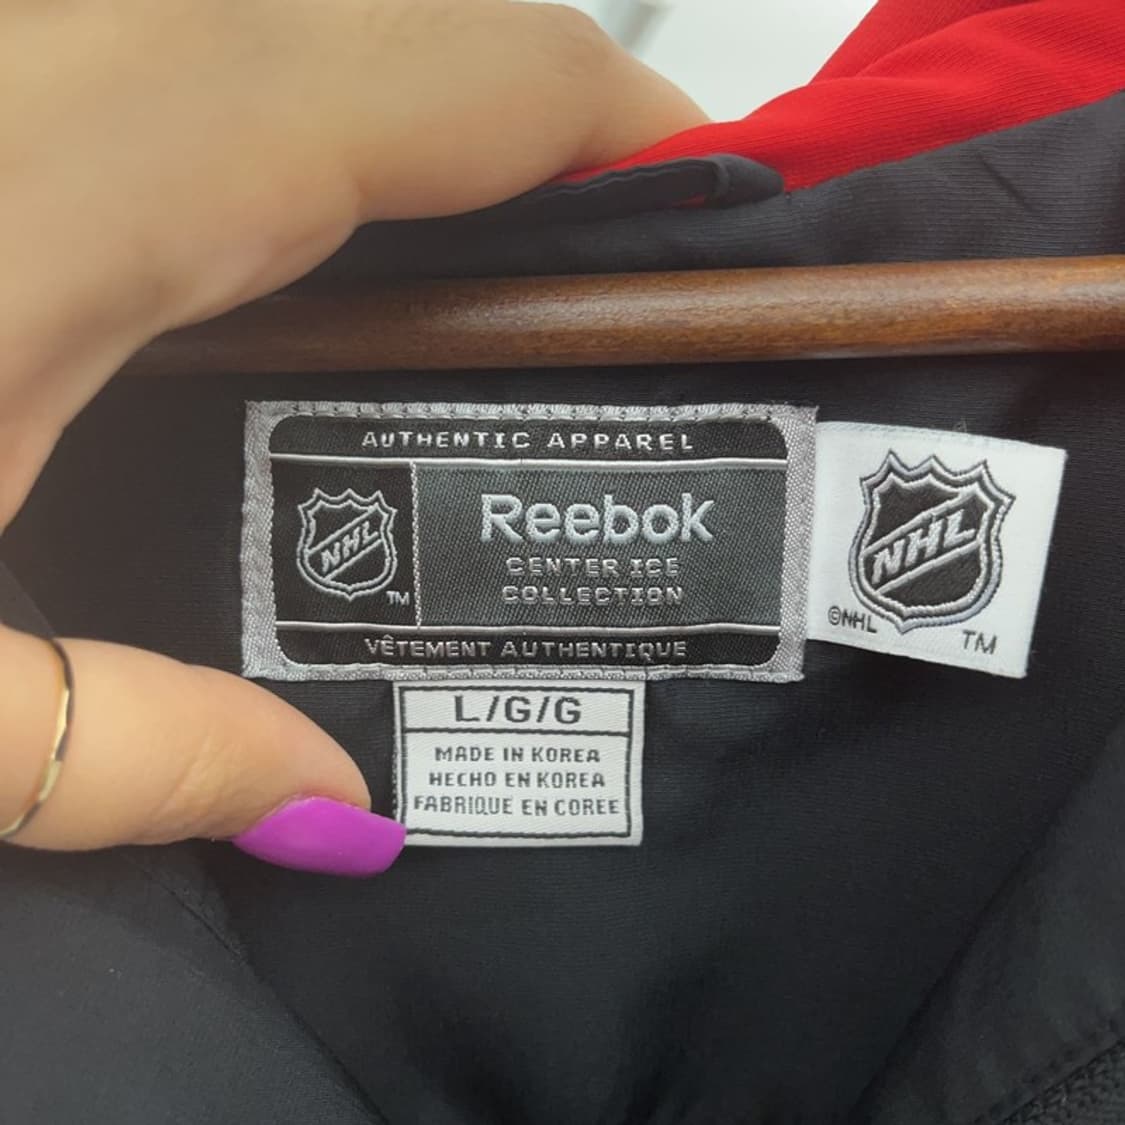 AUTHENTIC APPAREL
NHL
TM
Reebok
CENTER ICE
COLLECTION
VÊTEMENT AUTHENTIQUE
NHL
©NHL
TM
L/G/G
MADE IN KOREA
HECHO EN KOREA
FABRIQUE EN COREE